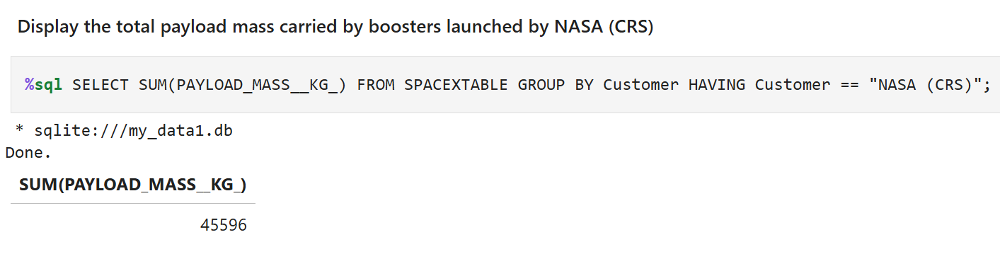 Display the total payload mass carried by boosters launched by NASA (CRS)
%sql SELECT SUM(PAYLOAD_MASS__KG_) FROM SPACEXTABLE GROUP BY Customer HAVING Customer == "NASA (CRS)";
* sqlite:///my_data1.db
Done.
SUM(PAYLOAD_MASS__KG_)
45596